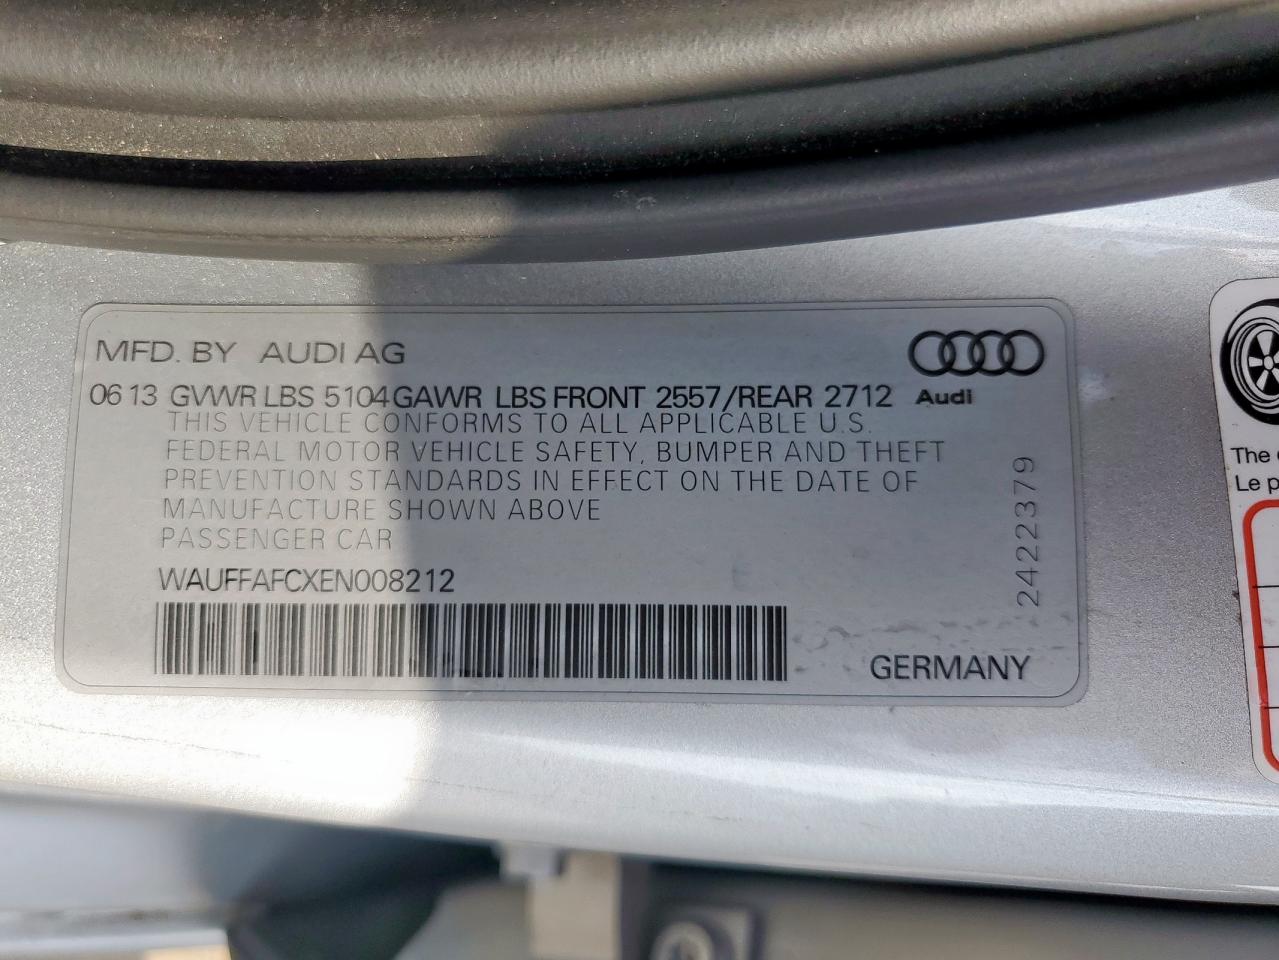 MFD. BY AUDI AG
06 13 GVWR LBS 5104 GAWR LBS FRONT 2557/REAR 2712
Audi
THIS VEHICLE CONFORMS TO ALL APPLICABLE U.S.
FEDERAL MOTOR VEHICLE SAFETY, BUMPER AND THEFT
PREVENTION STANDARDS IN EFFECT ON THE DATE OF
MANUFACTURE SHOWN ABOVE
PASSENGER CAR
WAUFFAFCXEN008212
2422379
GERMANY
The
Le p